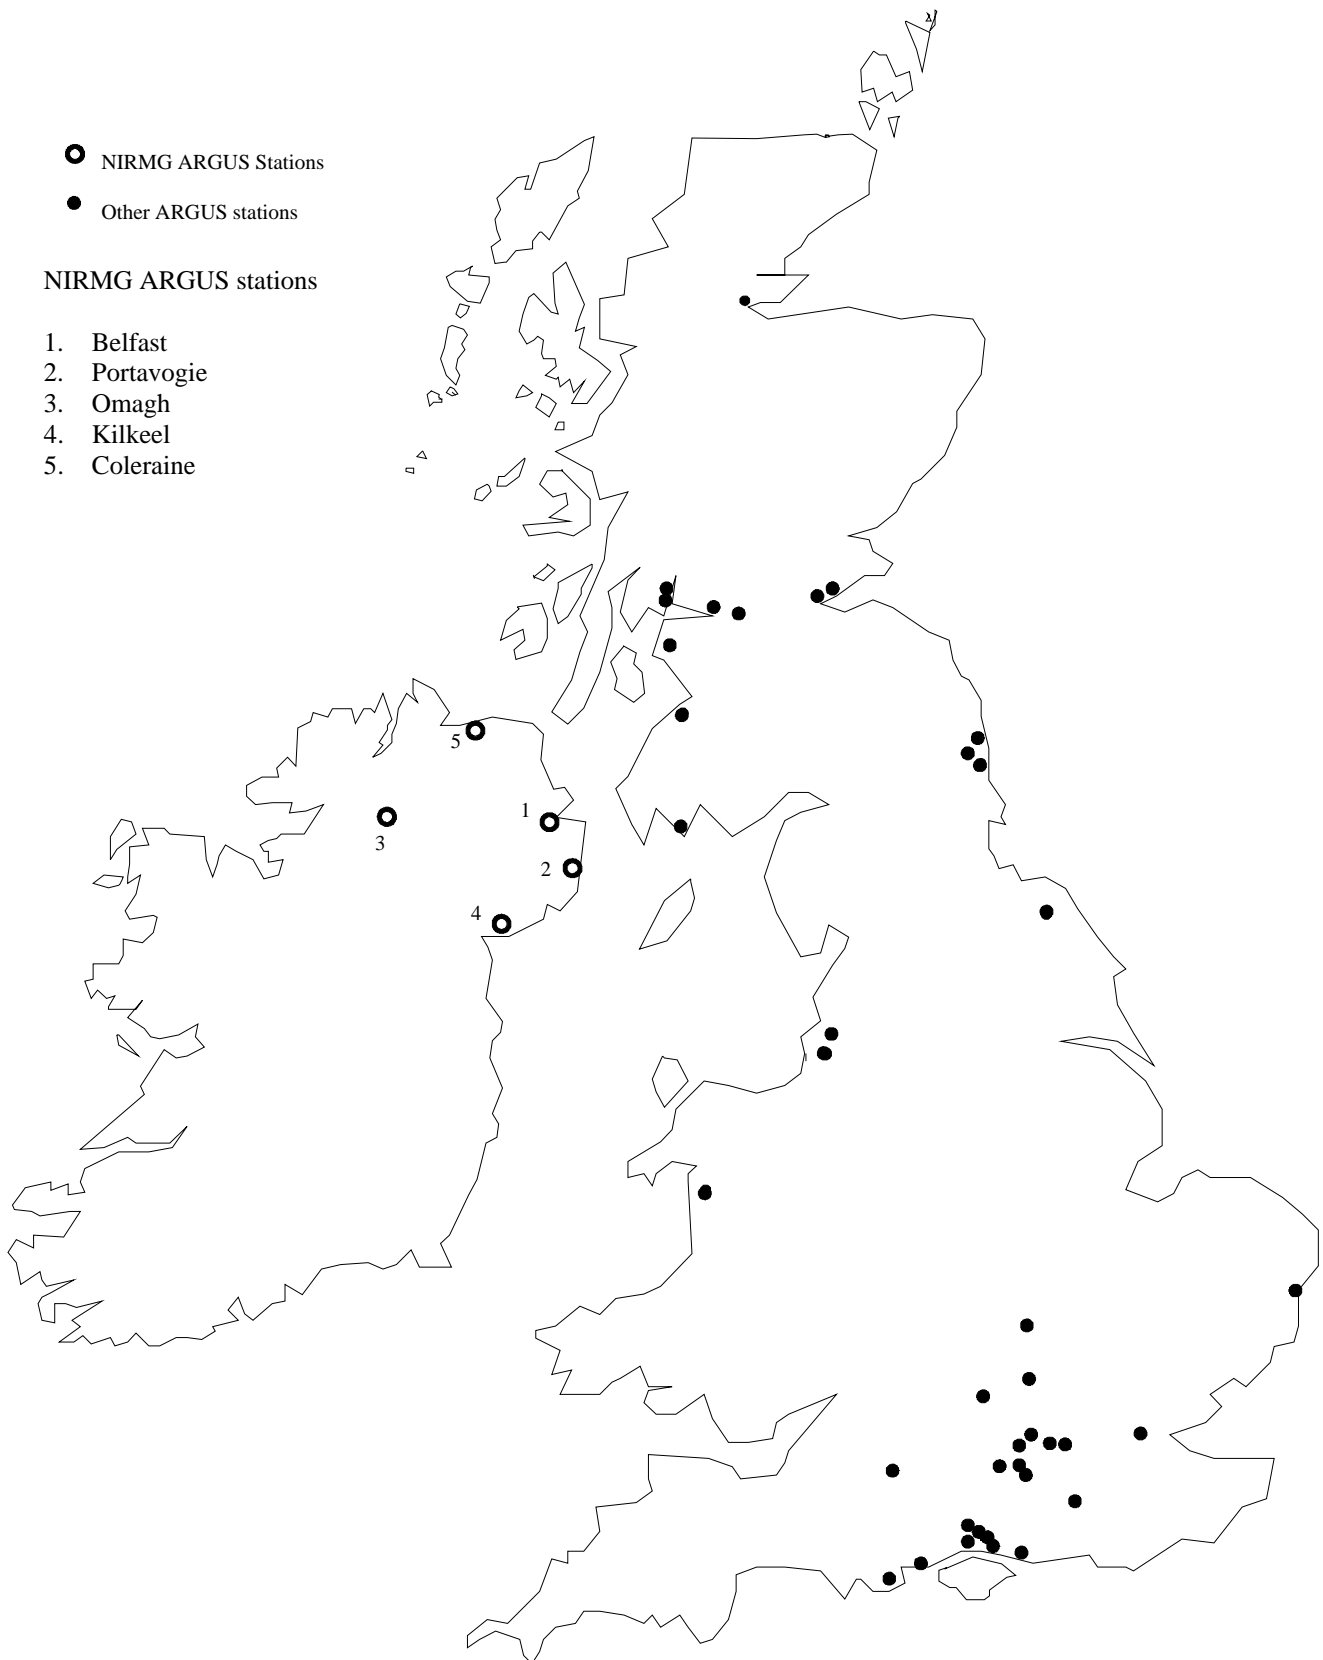 NIRMG ARGUS Stations
Other ARGUS stations
NIRMG ARGUS stations
1. Belfast
2. Portavogie
3. Omagh
4. Kilkeel
5. Coleraine
5
1
3
2
4